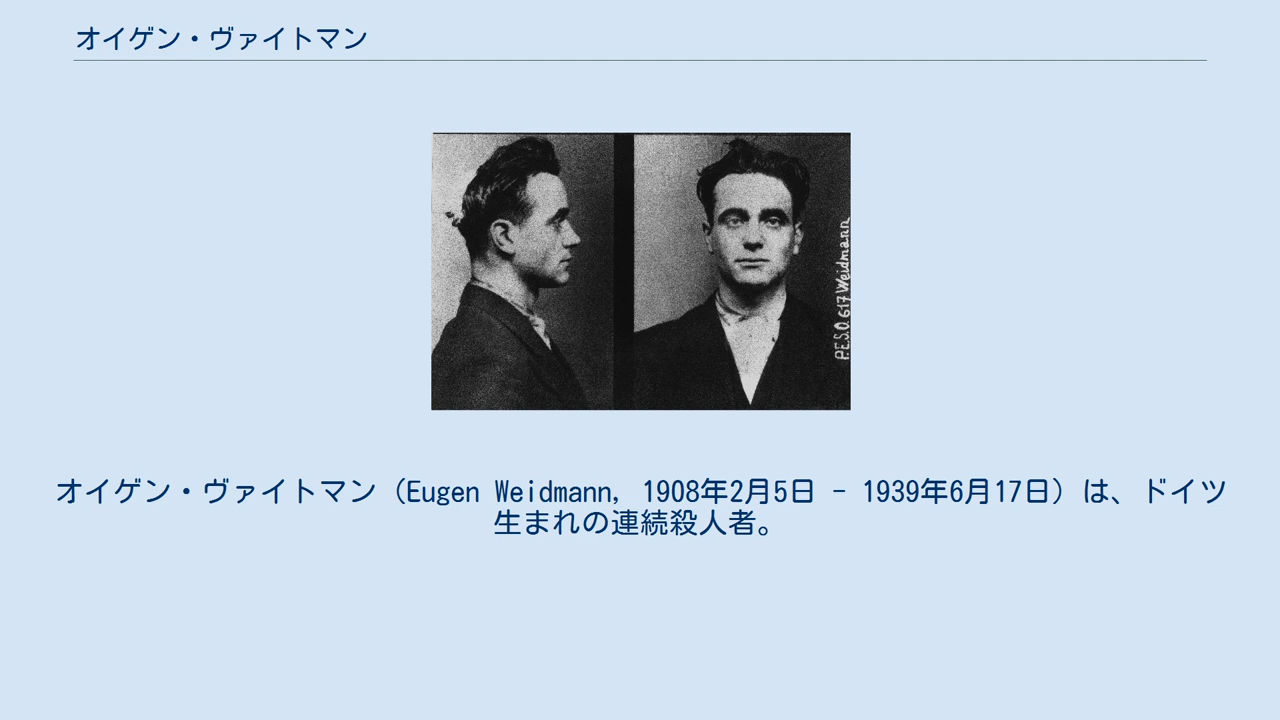 オイゲン・ヴァイトマン
P.E.S.O. 617 Weidmann
オイゲン・ヴァイトマン（Eugen Weidmann, 1908年2月5日 - 1939年6月17日）は、ドイツ
生まれの連続殺人者。